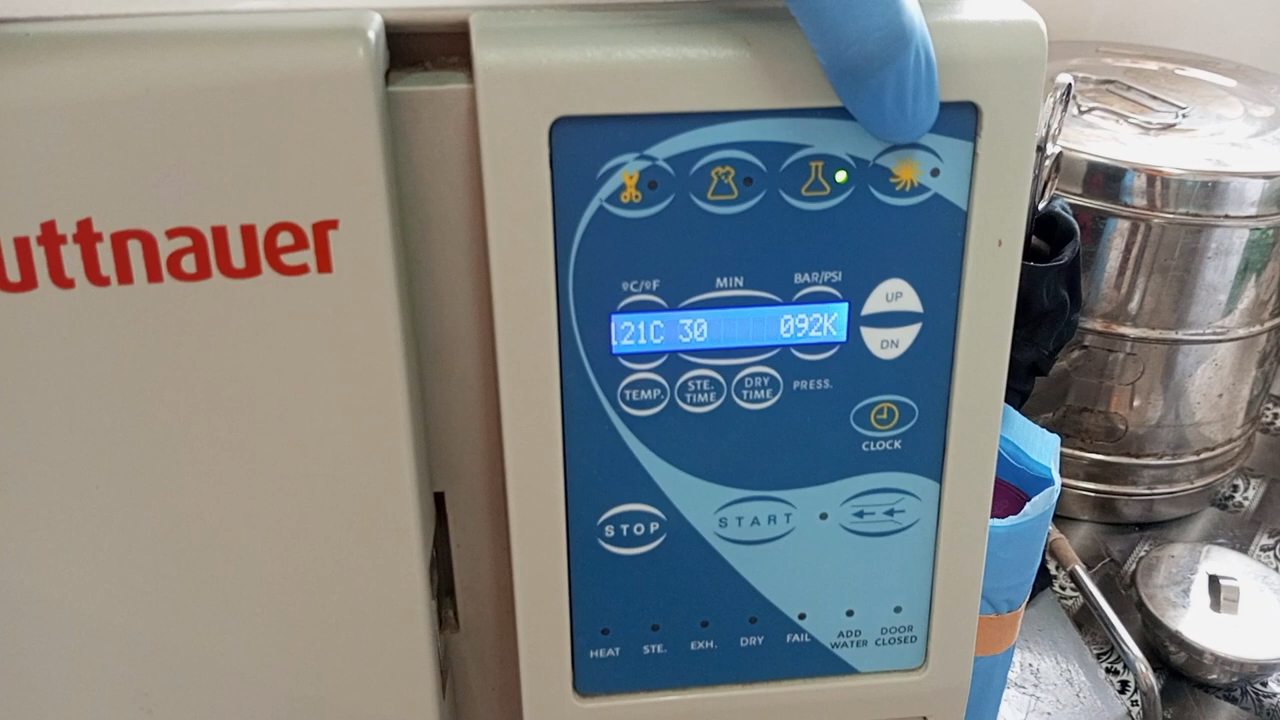 uttnauer
ºC/ºF MIN BAR/PSI
121C 30 092K
UP
DN
TEMP. STE. TIME DRY TIME PRESS.
CLOCK
STOP START
HEAT STE. EXH. DRY FAIL ADD WATER DOOR CLOSED